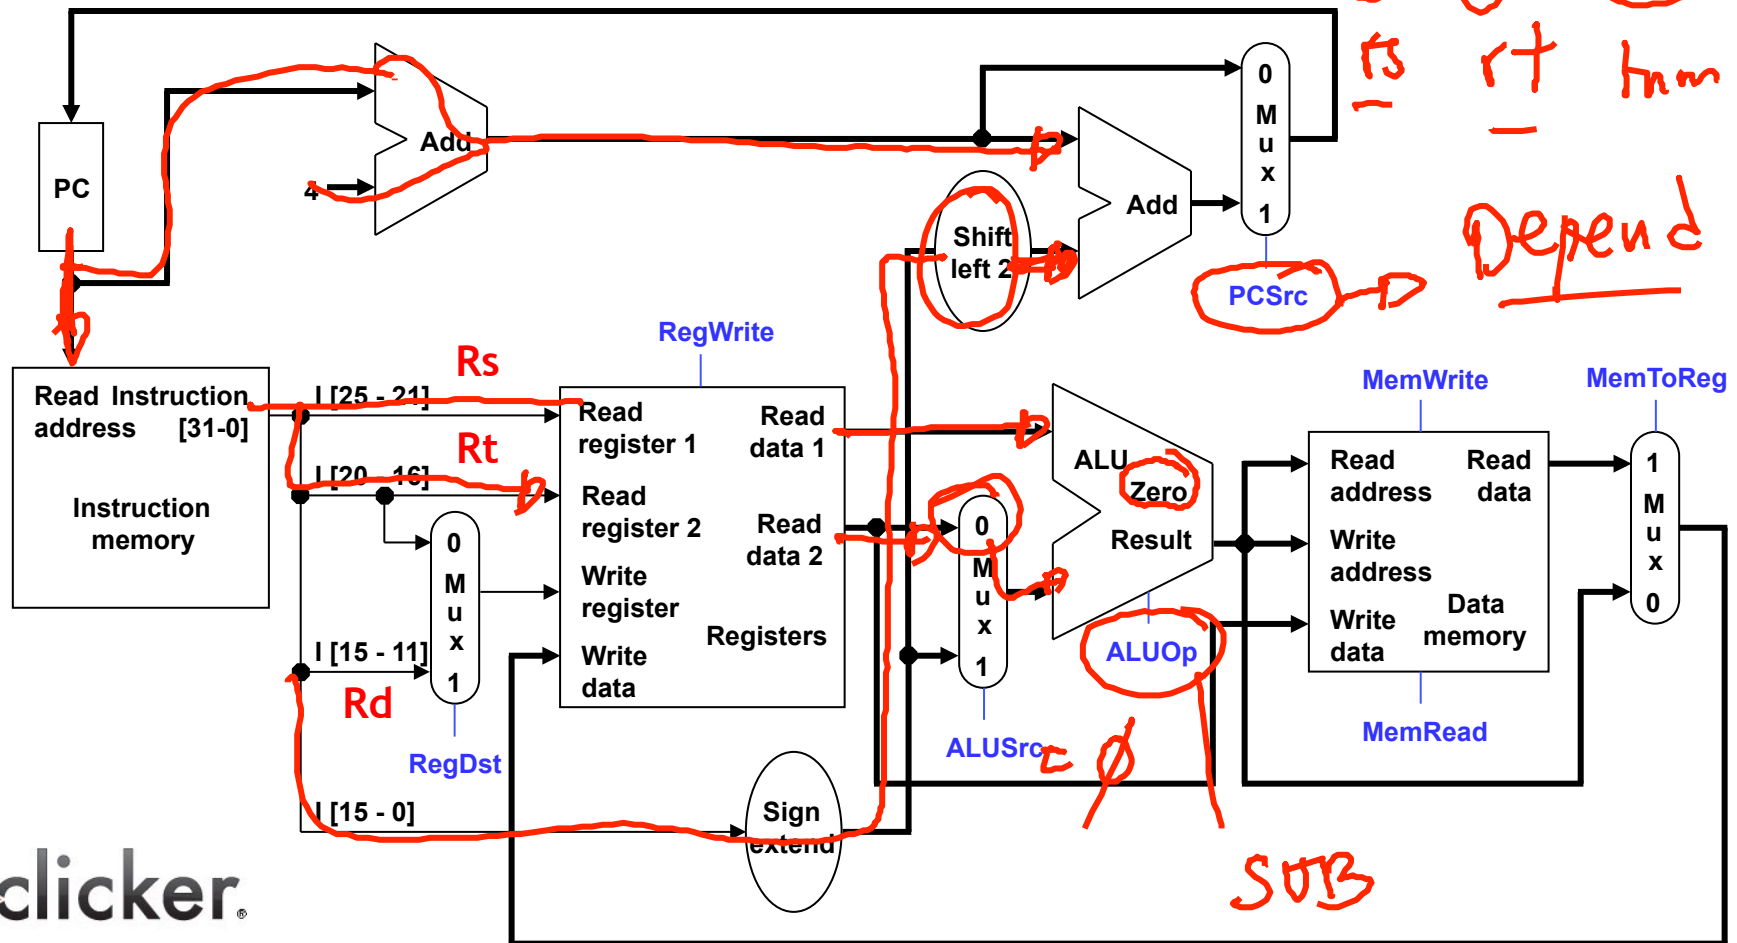 rs rt Imm
0
M
u
x
1
Add
4
PC
Add
Shift
left 2
Depend
PCSrc
RegWrite
Rs
MemWrite
MemToReg
Read Instruction
address [31-0]
I [25 - 21]
Read
register 1
Read
data 1
Rt
I [20 - 16]
ALU
Zero
Read
address
Read
data
1
M
u
x
0
Instruction
memory
Read
register 2
Read
data 2
0
M
u
x
1
Result
Write
address
0
M
u
x
1
Write
register
Registers
Data
memory
I [15 - 11]
Write
data
ALUOp
Write
data
Rd
RegDst
ALUSrc = 0
MemRead
I [15 - 0]
Sign
extend
SUB
clicker®